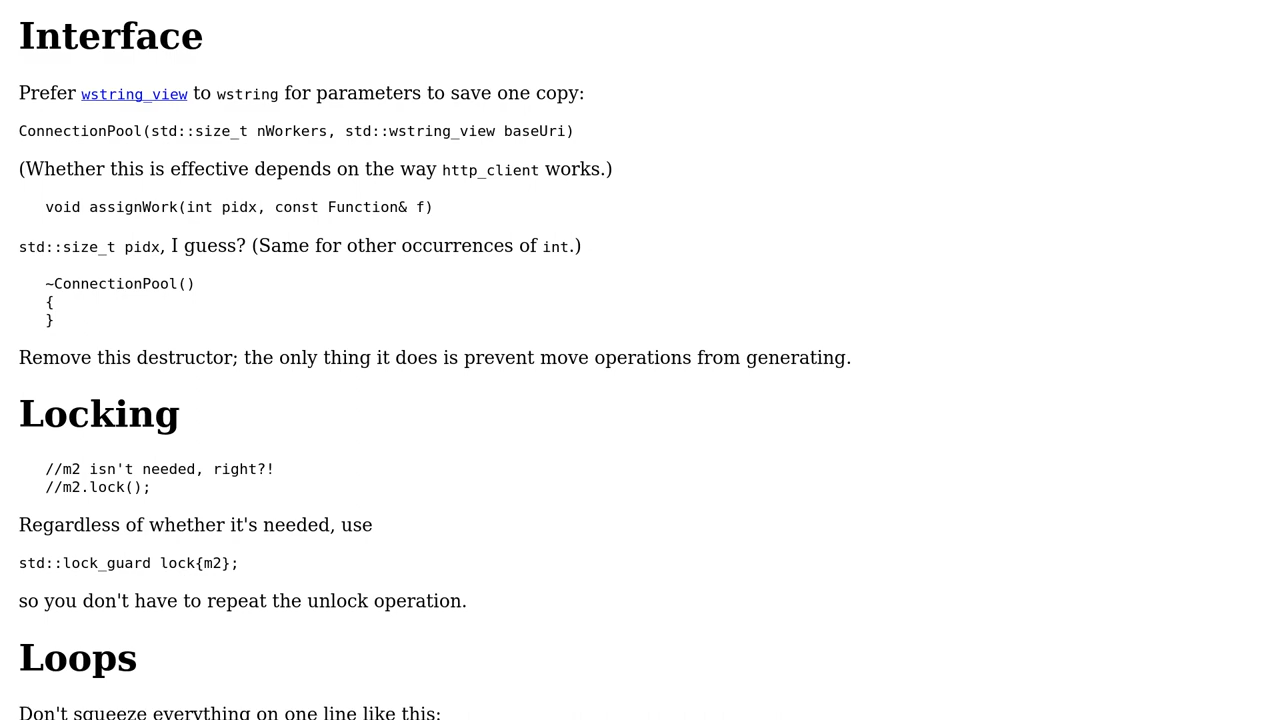 Interface
Prefer wstring_view to wstring for parameters to save one copy:
ConnectionPool(std::size_t nWorkers, std::wstring_view baseUri)
(Whether this is effective depends on the way http_client works.)
void assignWork(int pidx, const Function& f)
std::size_t pidx, I guess? (Same for other occurrences of int.)
~ConnectionPool()
{
}
Remove this destructor; the only thing it does is prevent move operations from generating.
Locking
//m2 isn't needed, right?!
//m2.lock();
Regardless of whether it's needed, use
std::lock_guard lock{m2};
so you don't have to repeat the unlock operation.
Loops
Don't squeeze everything on one line like this: